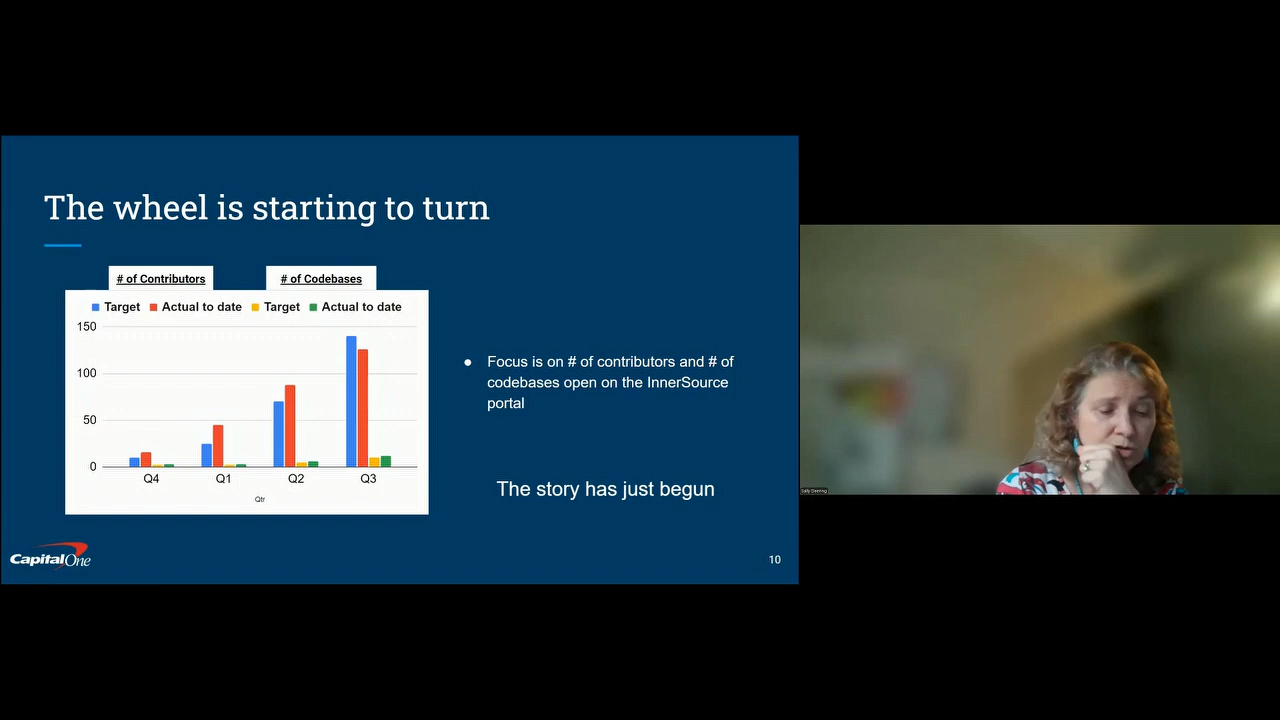 The wheel is starting to turn
# of Contributors
# of Codebases
Target Actual to date Target Actual to date
150
100
50
0
Q4 Q1 Q2 Q3
Qtr
● Focus is on # of contributors and # of
codebases open on the InnerSource
portal
The story has just begun
CapitalOne
10
Sally Deering